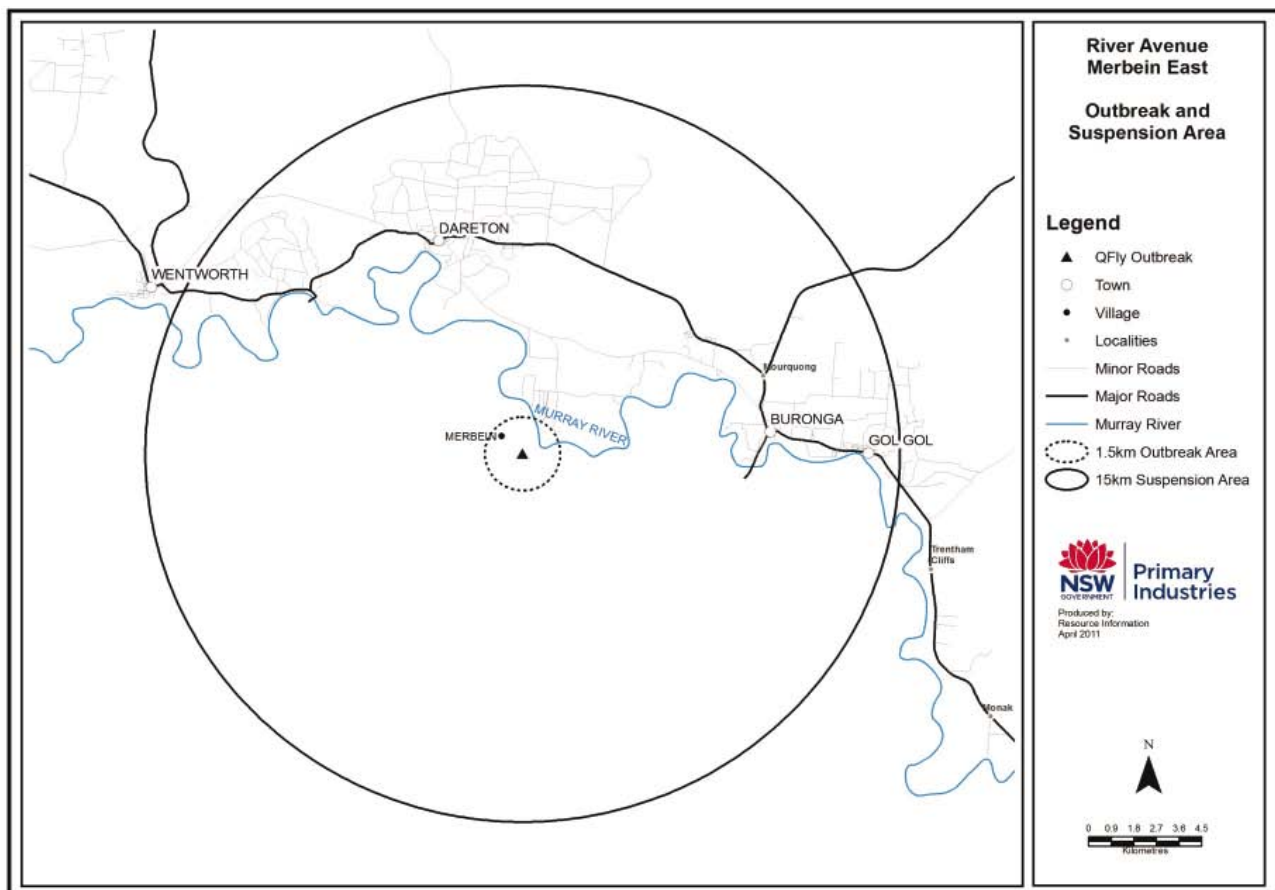 River Avenue
Merbein East
Outbreak and
Suspension Area
WENTWORTH
DARETON
Mourquong
BURONGA
GOL GOL
MURRAY RIVER
MERBEIN
Trentham
Cliffs
Monak
Legend
QFly Outbreak
Town
Village
Localities
Minor Roads
Major Roads
Murray River
1.5km Outbreak Area
15km Suspension Area
NSW
GOVERNMENT
Primary
Industries
Produced by:
Resource Information
April 2011
N
0 0.9 1.8 2.7 3.6 4.5
Kilometres